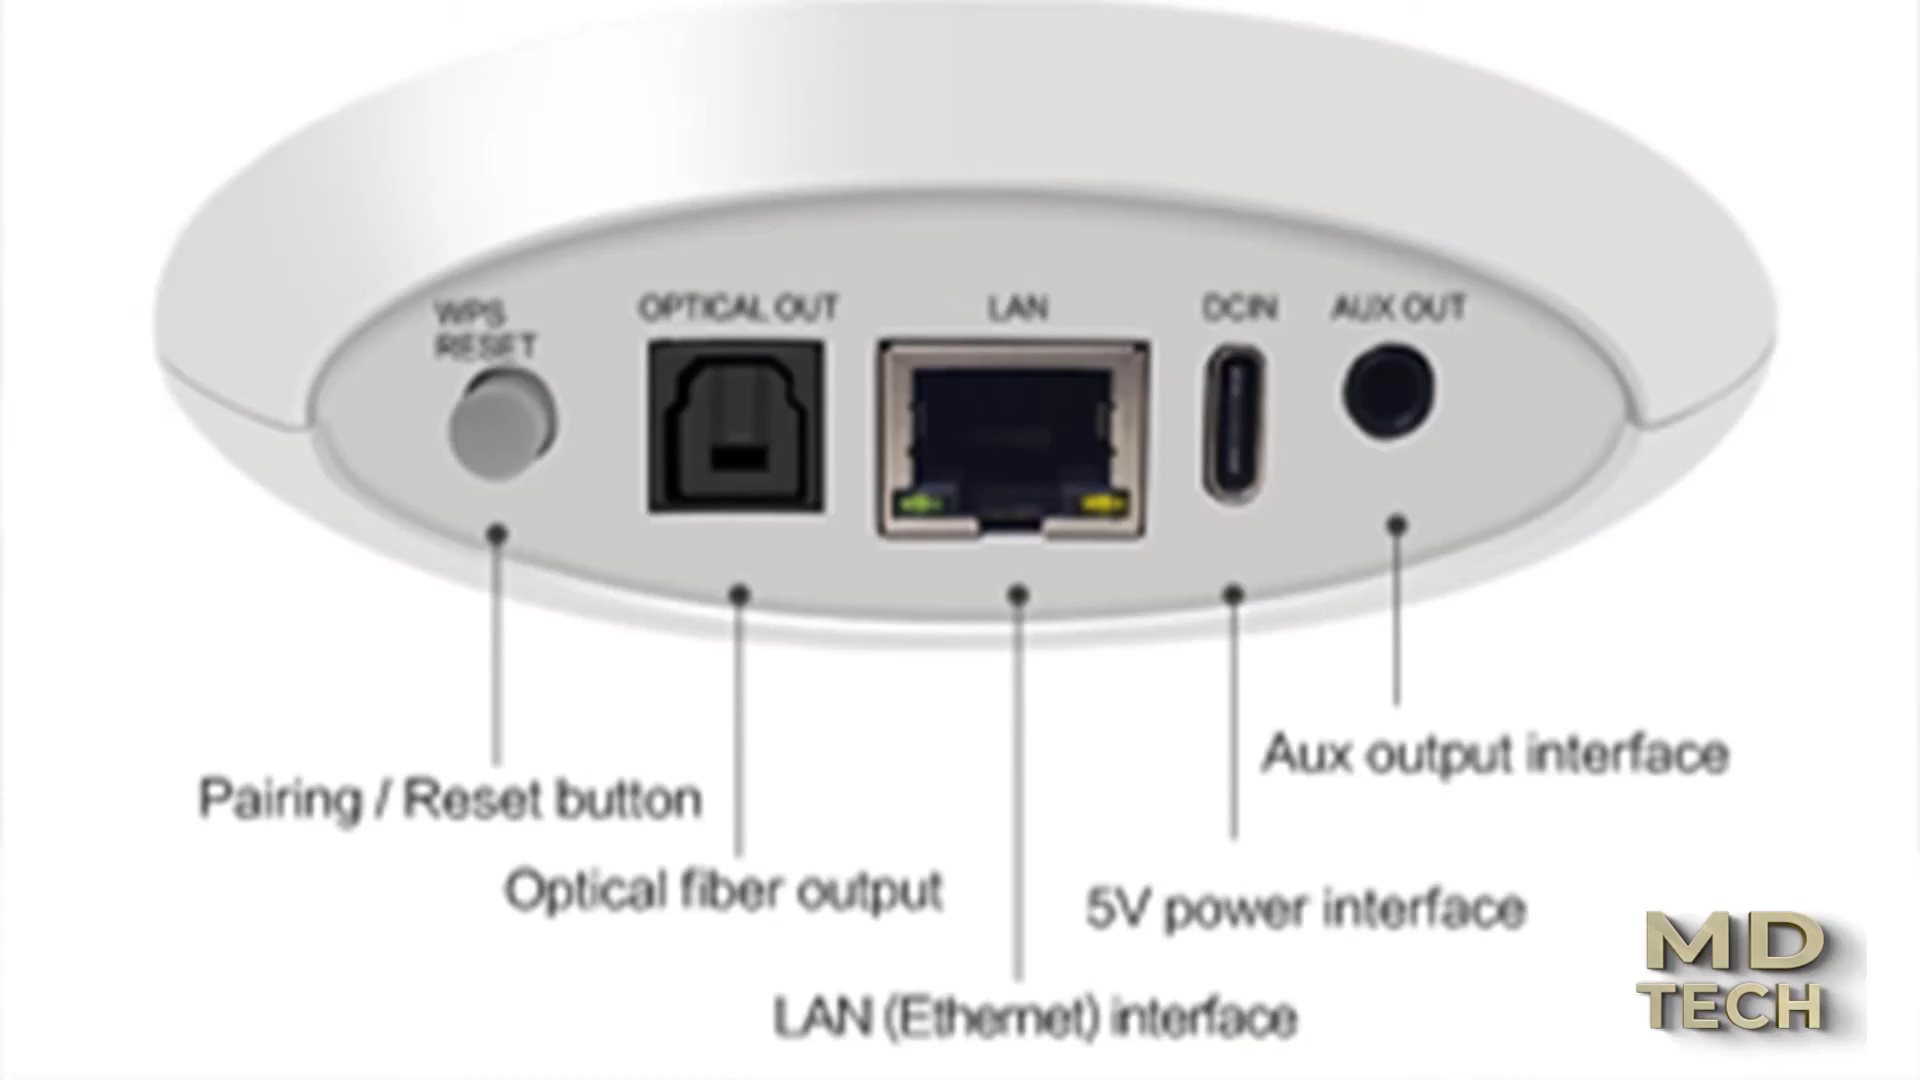 WPS
RESET
OPTICAL OUT
LAN
DCIN
AUX OUT
Aux output interface
Pairing / Reset button
Optical fiber output
5V power interface
LAN (Ethernet) interface
MD
TECH